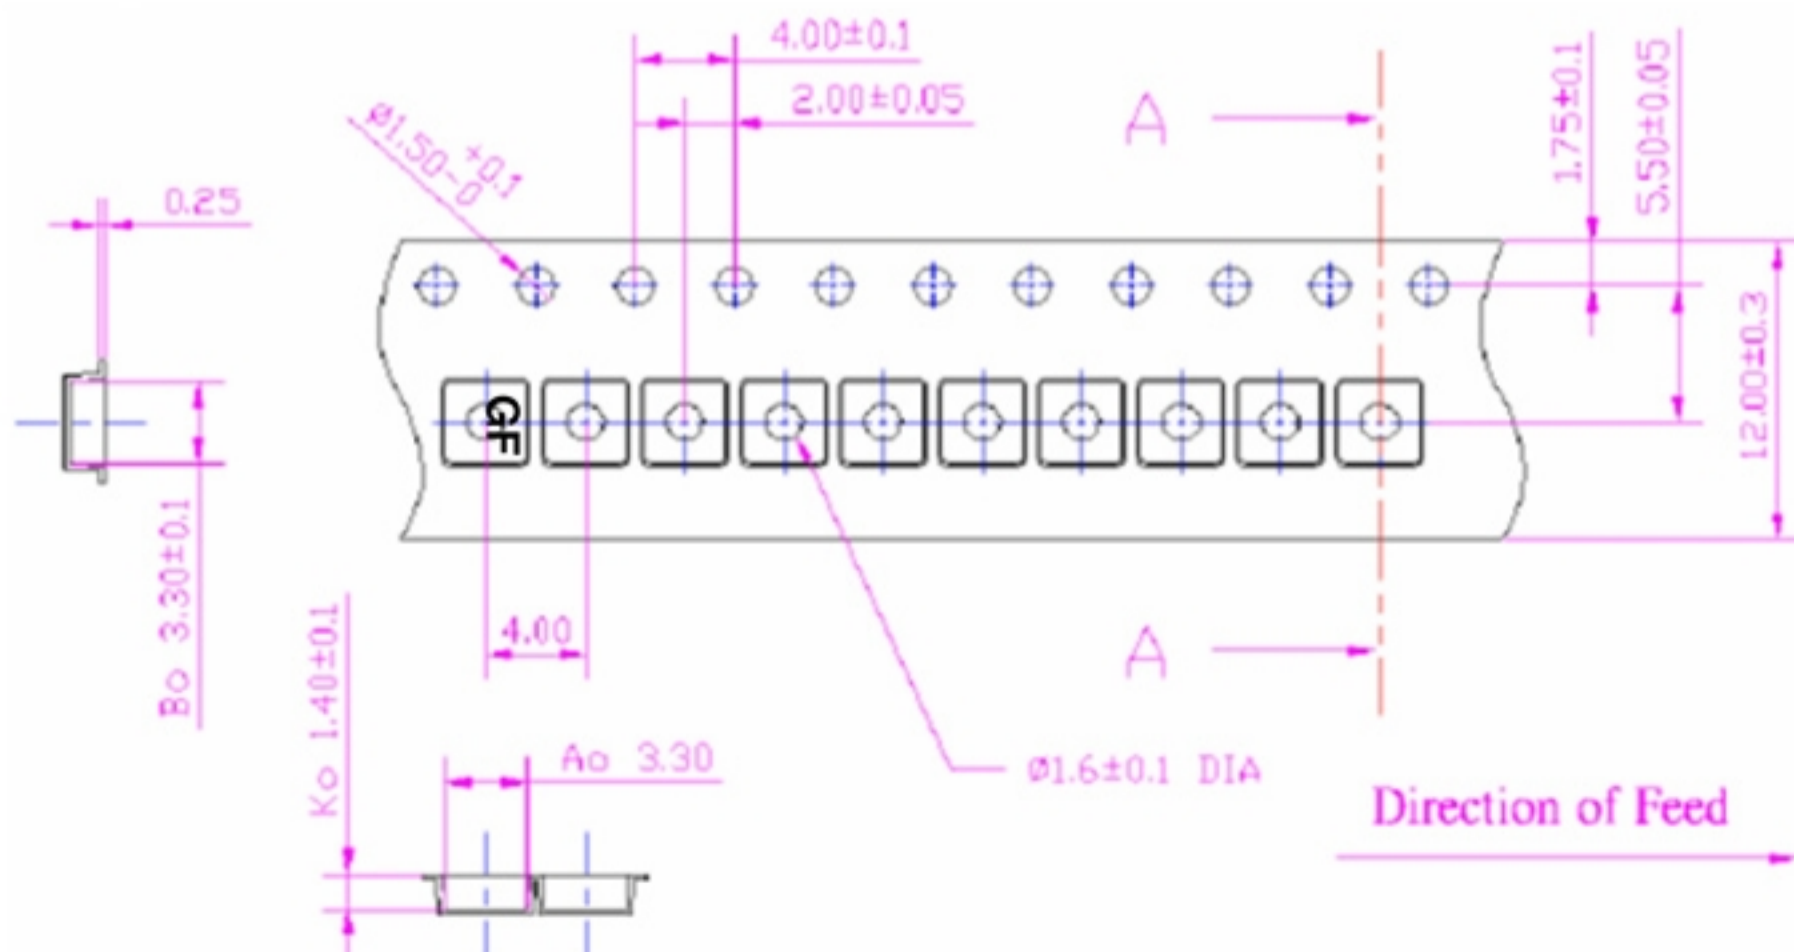 4.00±0.1
2.00±0.05
Ø1.50 +0.1
-0
A
1.75±0.1
5.50±0.05
0.25
12.00±0.3
GF
Bo 3.30±0.1
4.00
A
Ko 1.40±0.1
Ao 3.30
Ø1.6±0.1 DIA
Direction of Feed